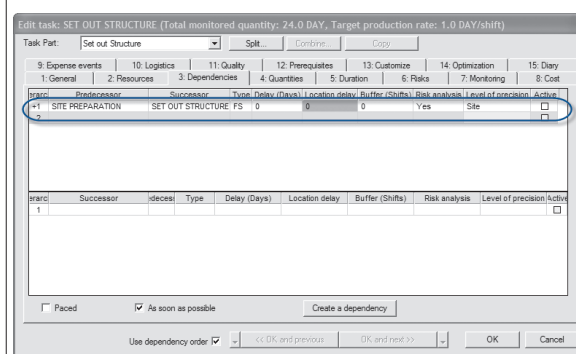 Edit task: SET OUT STRUCTURE (Total monitored quantity: 24.0 DAY, Target production rate: 1.0 DAY/shift)
Task Part: Set out Structure Split... Combine... Copy
9: Expense events 10: Logistics 11: Quality 12: Prerequisites 13: Customize 14: Optimization 15: Diary
1: General 2: Resources 3: Dependencies 4: Quantities 5: Duration 6: Risks 7: Monitoring 8: Cost
erarc Predecessor Successor Type Delay (Days) Location delay Buffer (Shifts) Risk analysis Level of precision Active
+1 SITE PREPARATION SET OUT STRUCTURE FS 0 0 0 Yes Site
2
erarc Successor edeces Type Delay (Days) Location delay Buffer (Shifts) Risk analysis Level of precision Active
1
Paced As soon as possible Create a dependency
Use dependency order << OK and previous OK and next >> OK Cancel